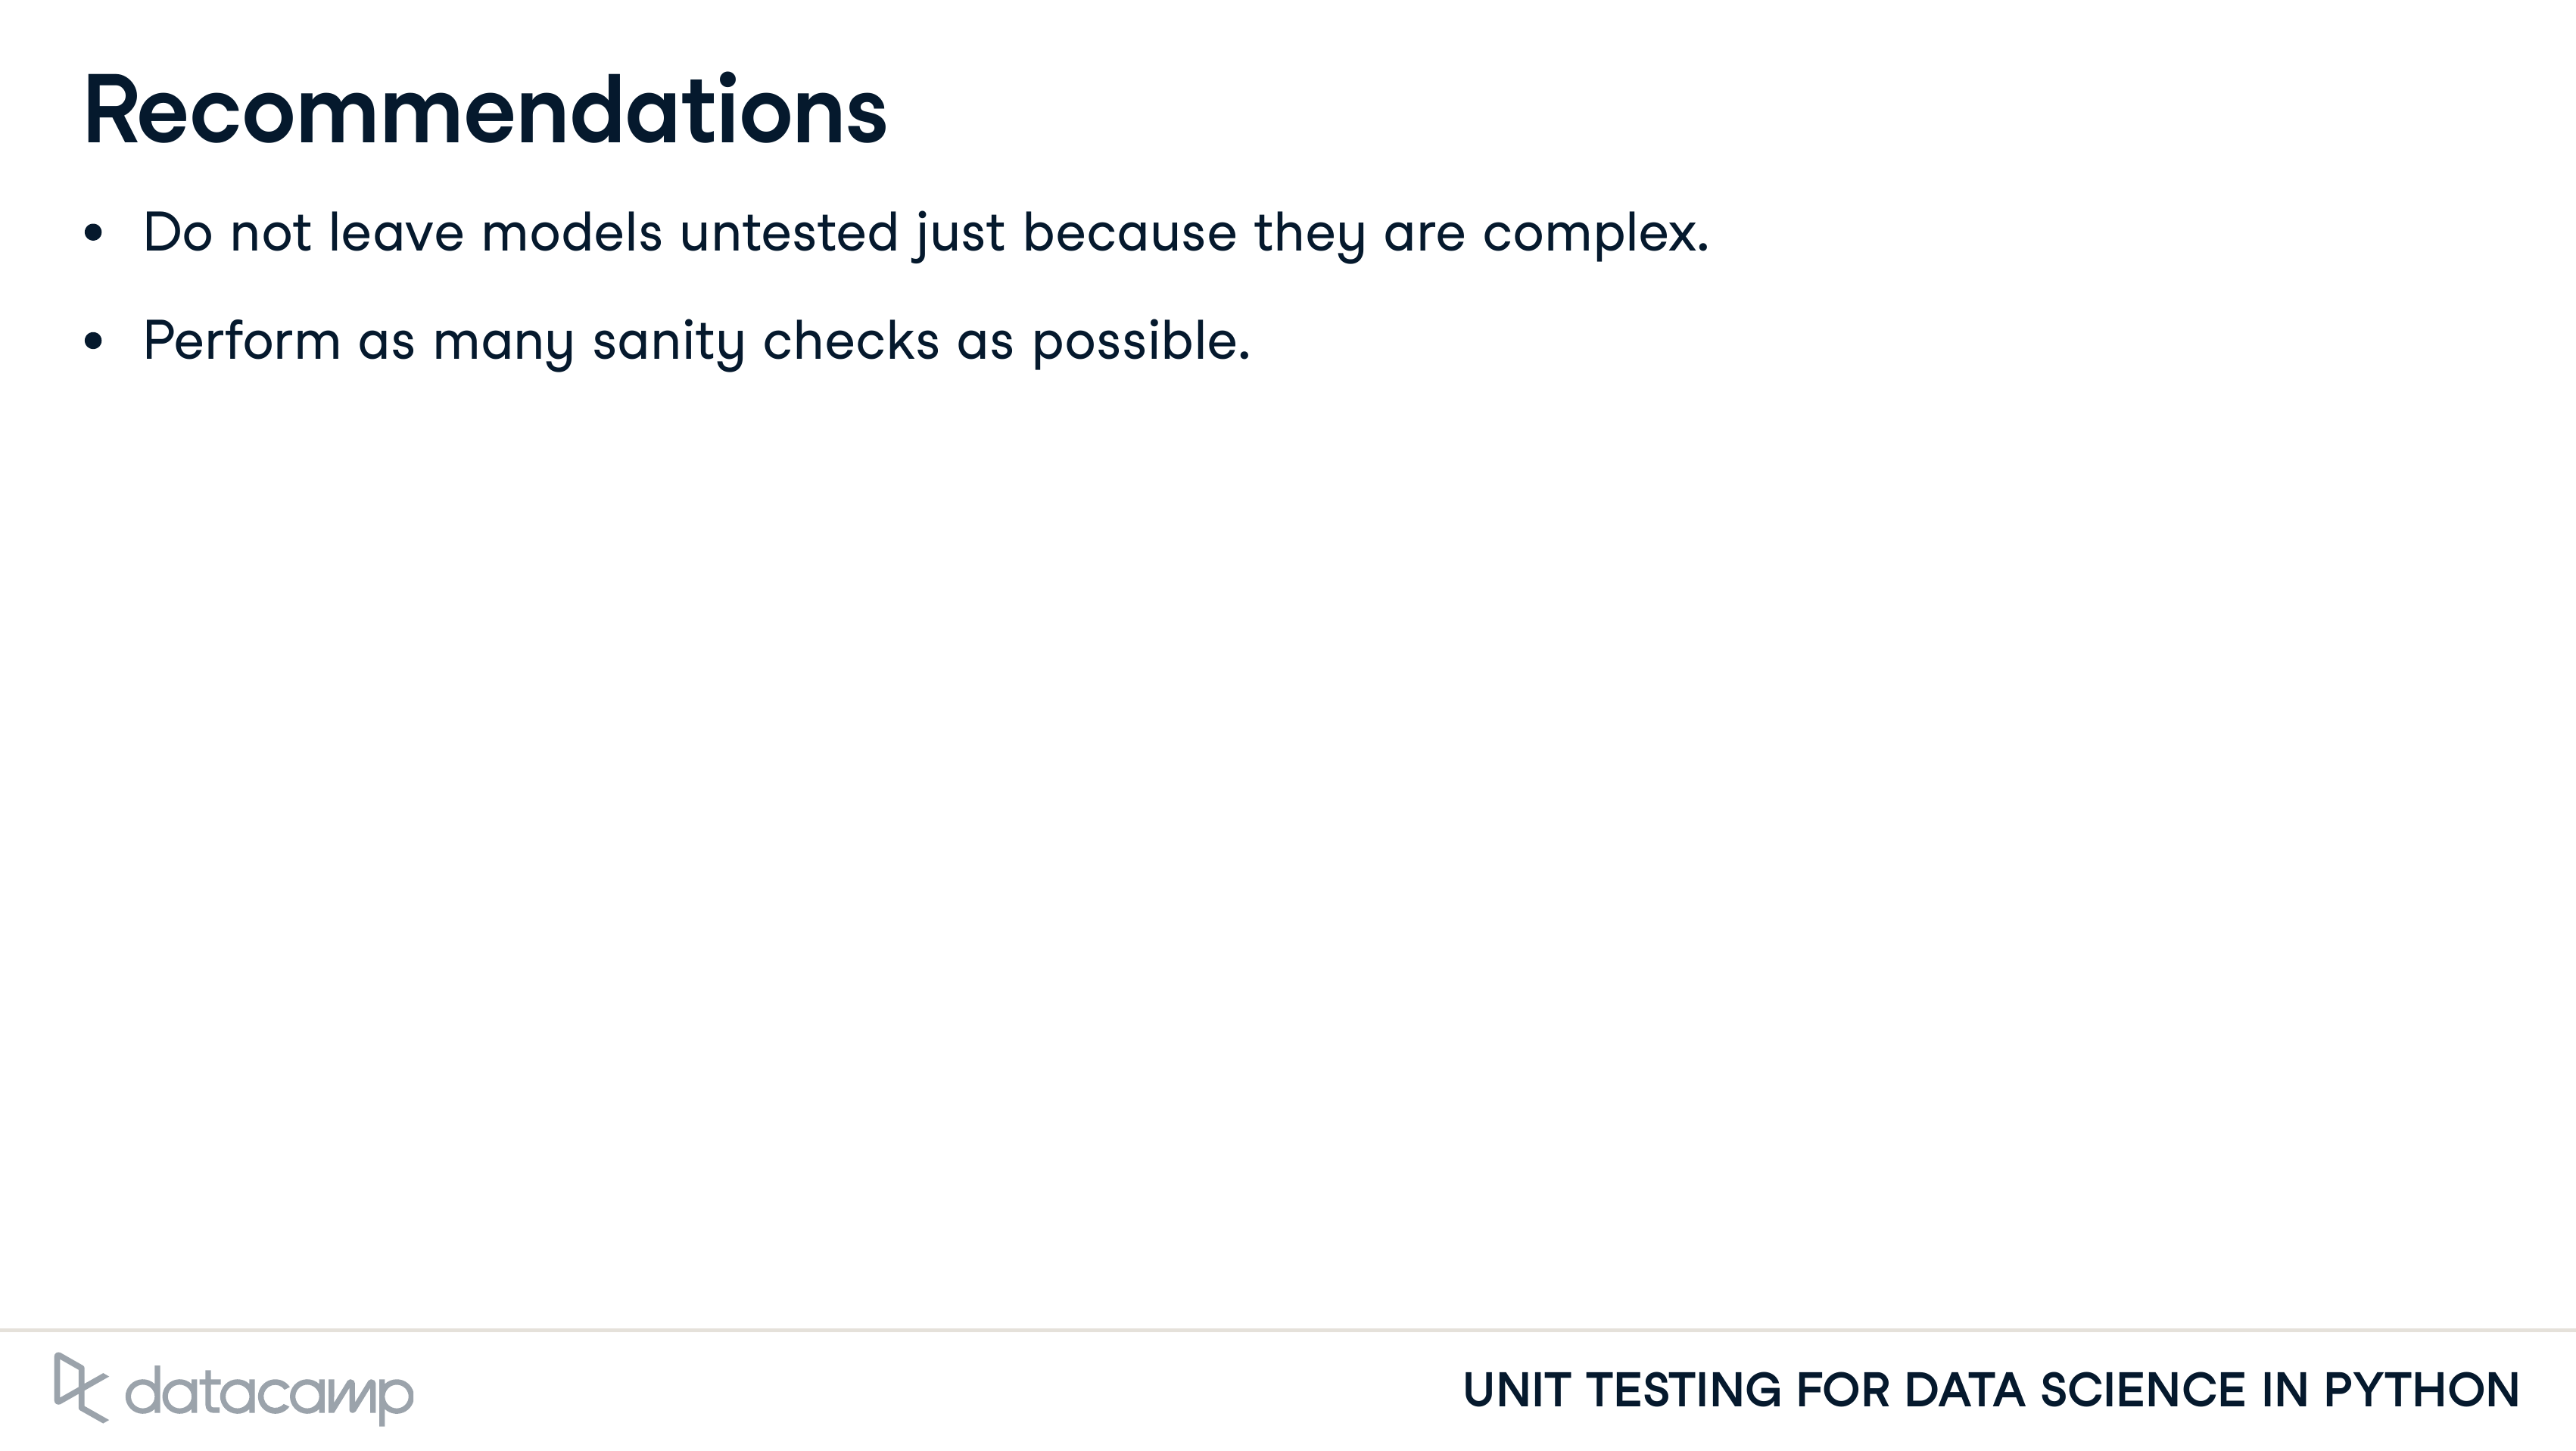 Recommendations
• Do not leave models untested just because they are complex.
• Perform as many sanity checks as possible.
datacamp
UNIT TESTING FOR DATA SCIENCE IN PYTHON